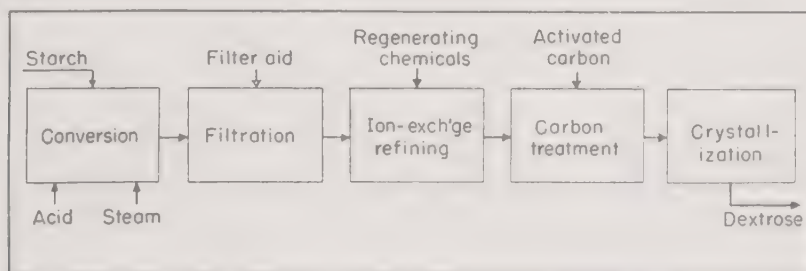 Starch
Filter aid
Regenerating
chemicals
Activated
carbon
Conversion
Filtration
Ion-exch'ge
refining
Carbon
treatment
Crystall-
ization
Acid
Steam
Dextrose